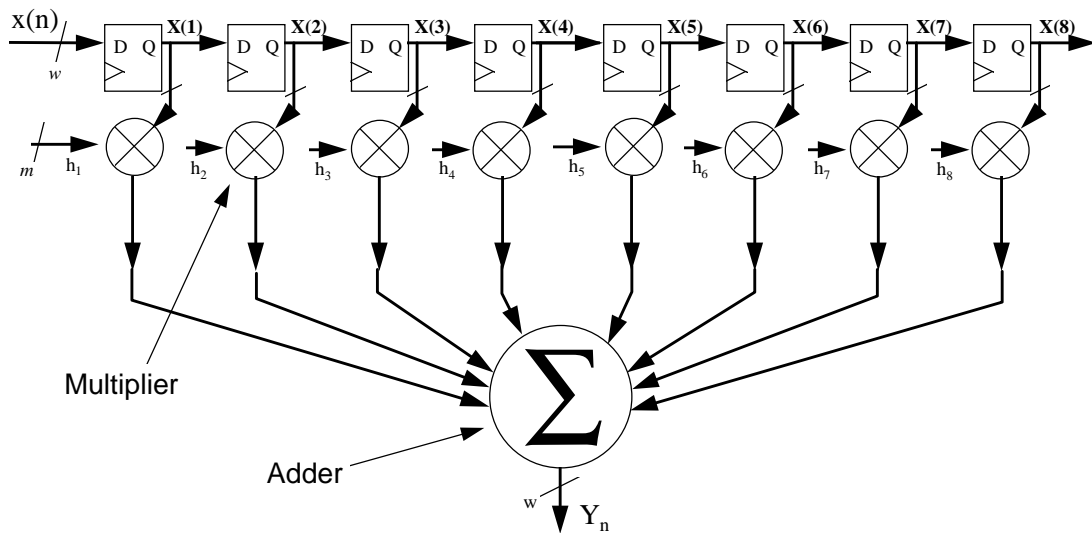 x(n) X(1) X(2) X(3) X(4) X(5) X(6) X(7) X(8)
D Q D Q D Q D Q D Q D Q D Q D Q
w
m h1 h2 h3 h4 h5 h6 h7 h8
Multiplier
Σ
Adder
w
Yn